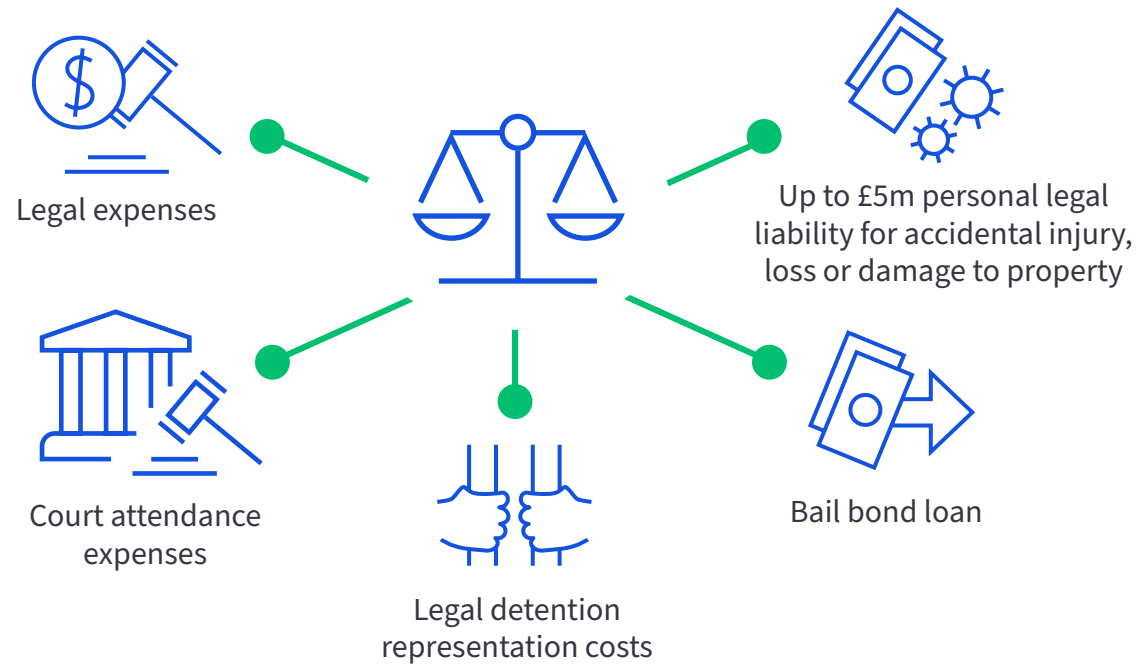 $
Legal expenses
Up to £5m personal legal
liability for accidental injury,
loss or damage to property
Court attendance
expenses
Legal detention
representation costs
Bail bond loan